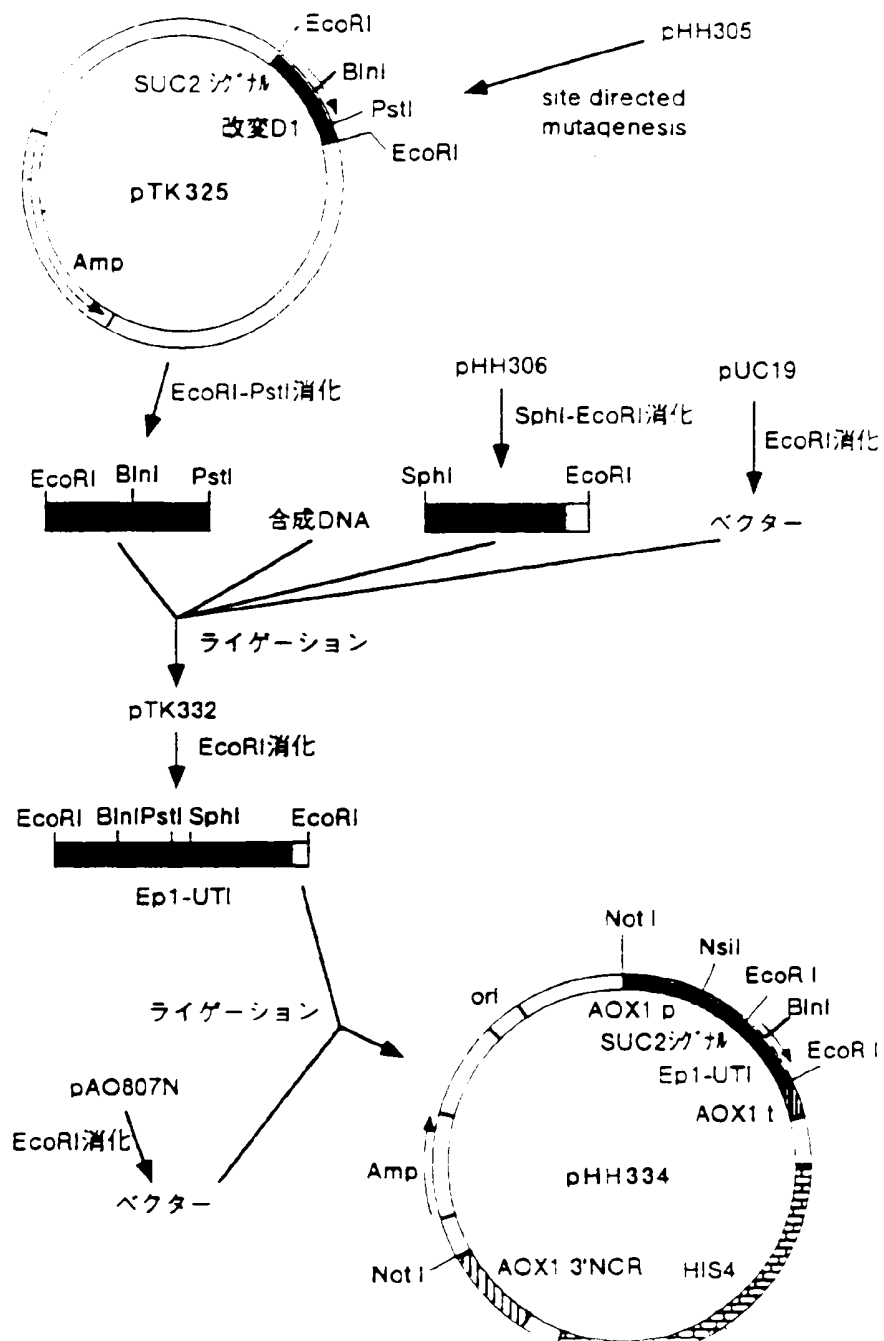 EcoRI
pHH305
BlnI
SUC2 シグナル
PstI
site directed
mutagenesis
改変D1
EcoRI
pTK325
Amp
EcoRI-PstI消化
pHH306
pUC19
SphI-EcoRI消化
EcoRI消化
EcoRI BlnI PstI
SphI EcoRI
合成DNA
ベクター
ライゲーション
pTK332
EcoRI消化
EcoRI BlnI PstI SphI EcoRI
Ep1-UTI
Not I
NsiI
EcoR I
ori
BlnI
AOX1 p
ライゲーション
SUC2シグナル
EcoR I
Ep1-UTI
pAO807N
AOX1 t
EcoRI消化
Amp
pHH334
ベクター
Not I
AOX1 3'NCR
HIS4